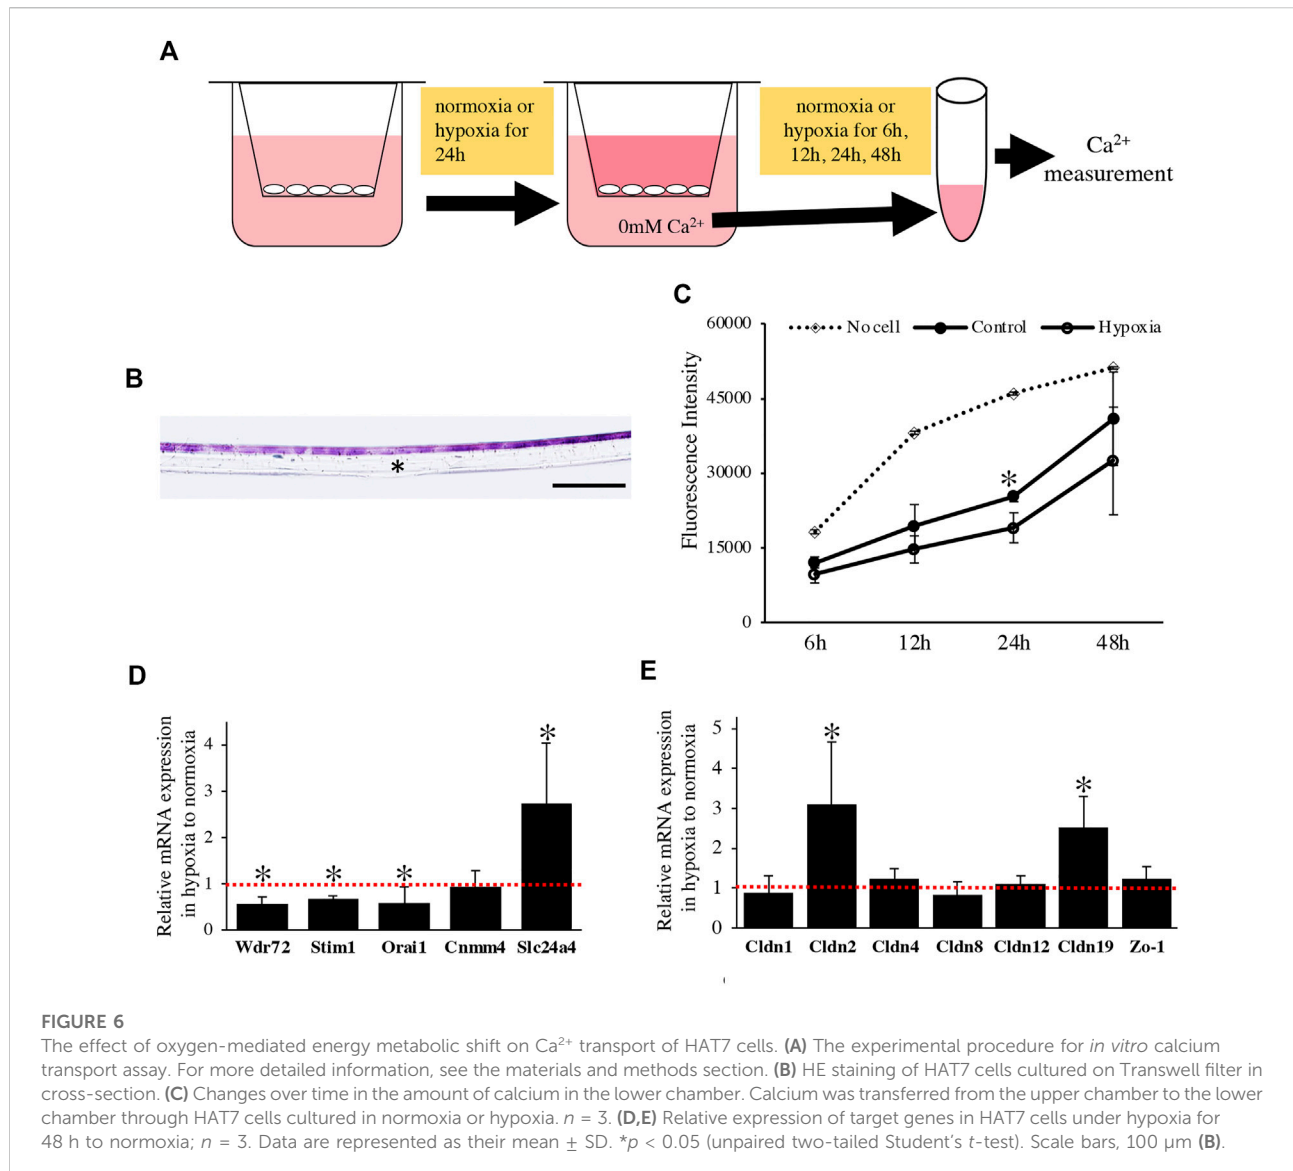 A
normoxia or
hypoxia for
24h
normoxia or
hypoxia for 6h,
12h, 24h, 48h
0mM Ca²⁺
Ca²⁺
measurement
B
*
C
No cell
Control
Hypoxia
Fluorescence Intensity
60000
45000
30000
15000
0
*
6h
12h
24h
48h
D
Relative mRNA expression
in hypoxia to normoxia
4
3
2
1
0
* * * *
Wdr72 Stim1 Orai1 Cnmm4 Slc24a4
E
Relative mRNA expression
in hypoxia to normoxia
5
4
3
2
1
0
* *
Cldn1 Cldn2 Cldn4 Cldn8 Cldn12 Cldn19 Zo-1
FIGURE 6
The effect of oxygen-mediated energy metabolic shift on Ca²⁺ transport of HAT7 cells. (A) The experimental procedure for in vitro calcium
transport assay. For more detailed information, see the materials and methods section. (B) HE staining of HAT7 cells cultured on Transwell filter in
cross-section. (C) Changes over time in the amount of calcium in the lower chamber. Calcium was transferred from the upper chamber to the lower
chamber through HAT7 cells cultured in normoxia or hypoxia. n = 3. (D,E) Relative expression of target genes in HAT7 cells under hypoxia for
48 h to normoxia; n = 3. Data are represented as their mean ± SD. *p < 0.05 (unpaired two-tailed Student's t-test). Scale bars, 100 µm (B).